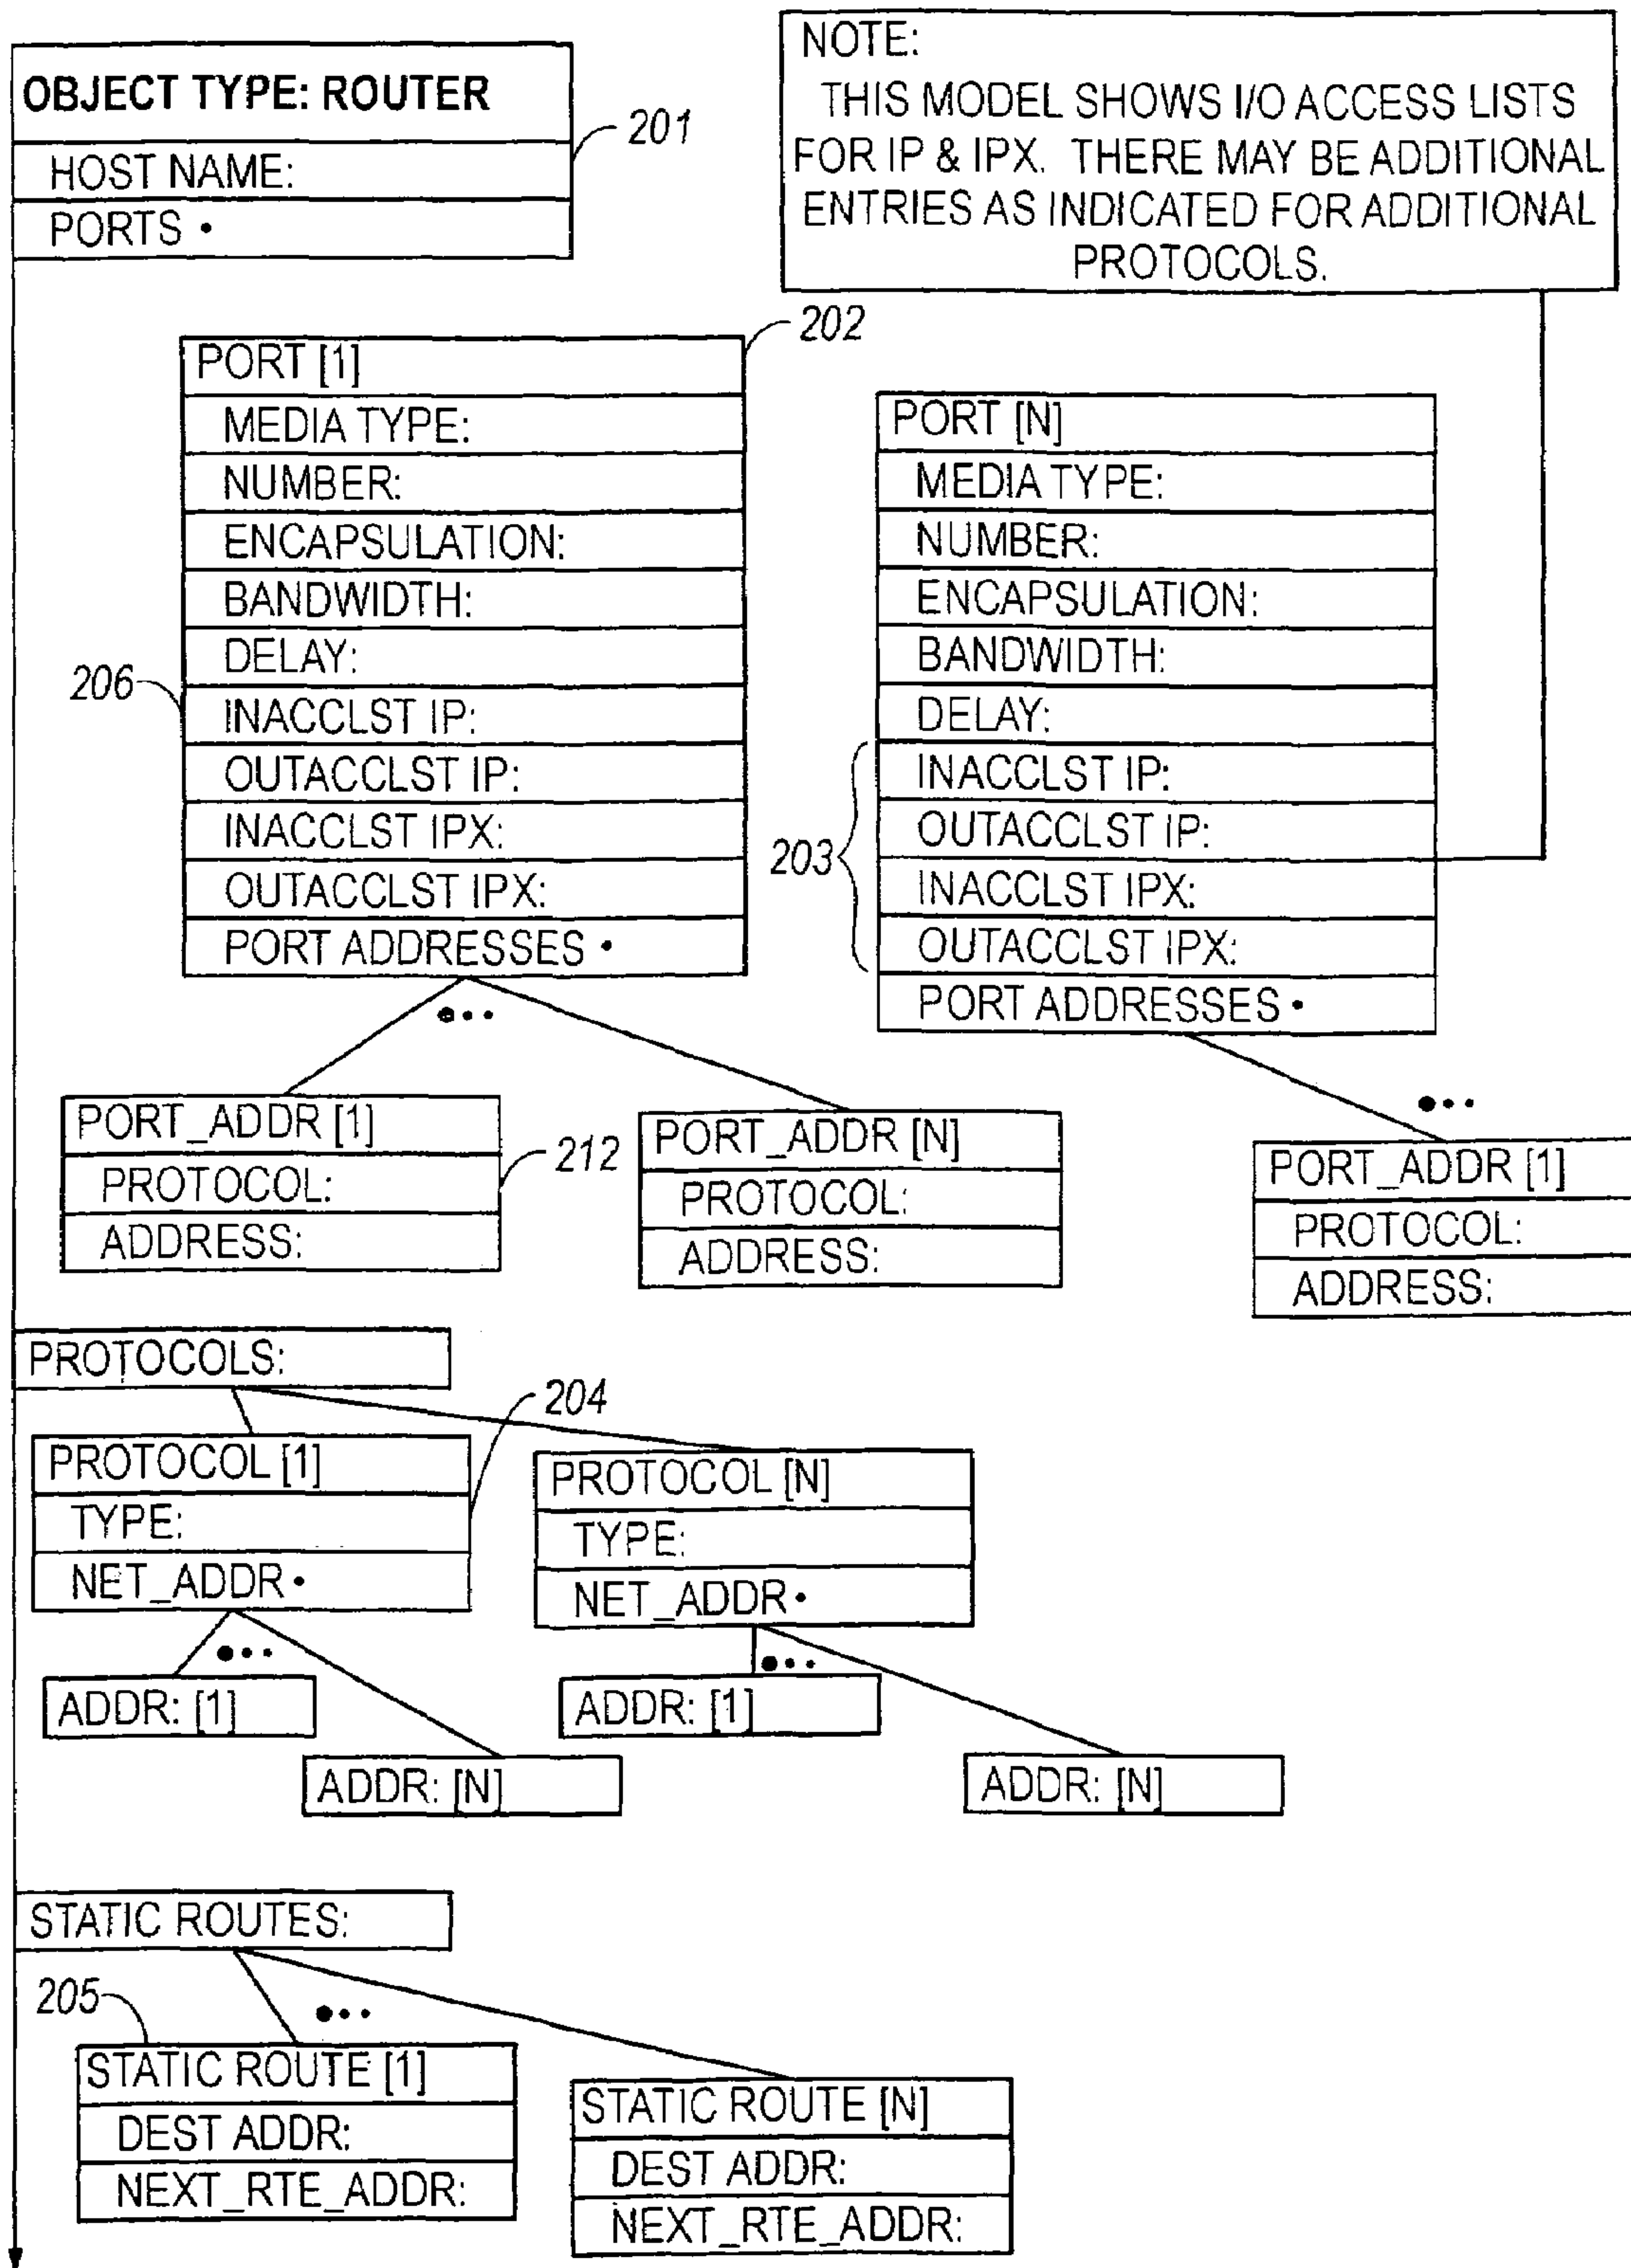 OBJECT TYPE: ROUTER
HOST NAME:
PORTS •
201
NOTE:
THIS MODEL SHOWS I/O ACCESS LISTS
FOR IP & IPX. THERE MAY BE ADDITIONAL
ENTRIES AS INDICATED FOR ADDITIONAL
PROTOCOLS.
202
PORT [1]
MEDIA TYPE:
NUMBER:
ENCAPSULATION:
BANDWIDTH:
DELAY:
206
INACCLST IP:
OUTACCLST IP:
INACCLST IPX:
OUTACCLST IPX:
PORT ADDRESSES •
PORT [N]
MEDIA TYPE:
NUMBER:
ENCAPSULATION:
BANDWIDTH:
DELAY:
203
INACCLST IP:
OUTACCLST IP:
INACCLST IPX:
OUTACCLST IPX:
PORT ADDRESSES •
PORT_ADDR [1]
PROTOCOL:
ADDRESS:
212
PORT_ADDR [N]
PROTOCOL:
ADDRESS:
PORT_ADDR [1]
PROTOCOL:
ADDRESS:
PROTOCOLS:
204
PROTOCOL [1]
TYPE:
NET_ADDR •
PROTOCOL [N]
TYPE:
NET_ADDR •
ADDR: [1]
ADDR: [N]
ADDR: [1]
ADDR: [N]
STATIC ROUTES:
205
STATIC ROUTE [1]
DEST ADDR:
NEXT_RTE_ADDR:
STATIC ROUTE [N]
DEST ADDR:
NEXT_RTE_ADDR: